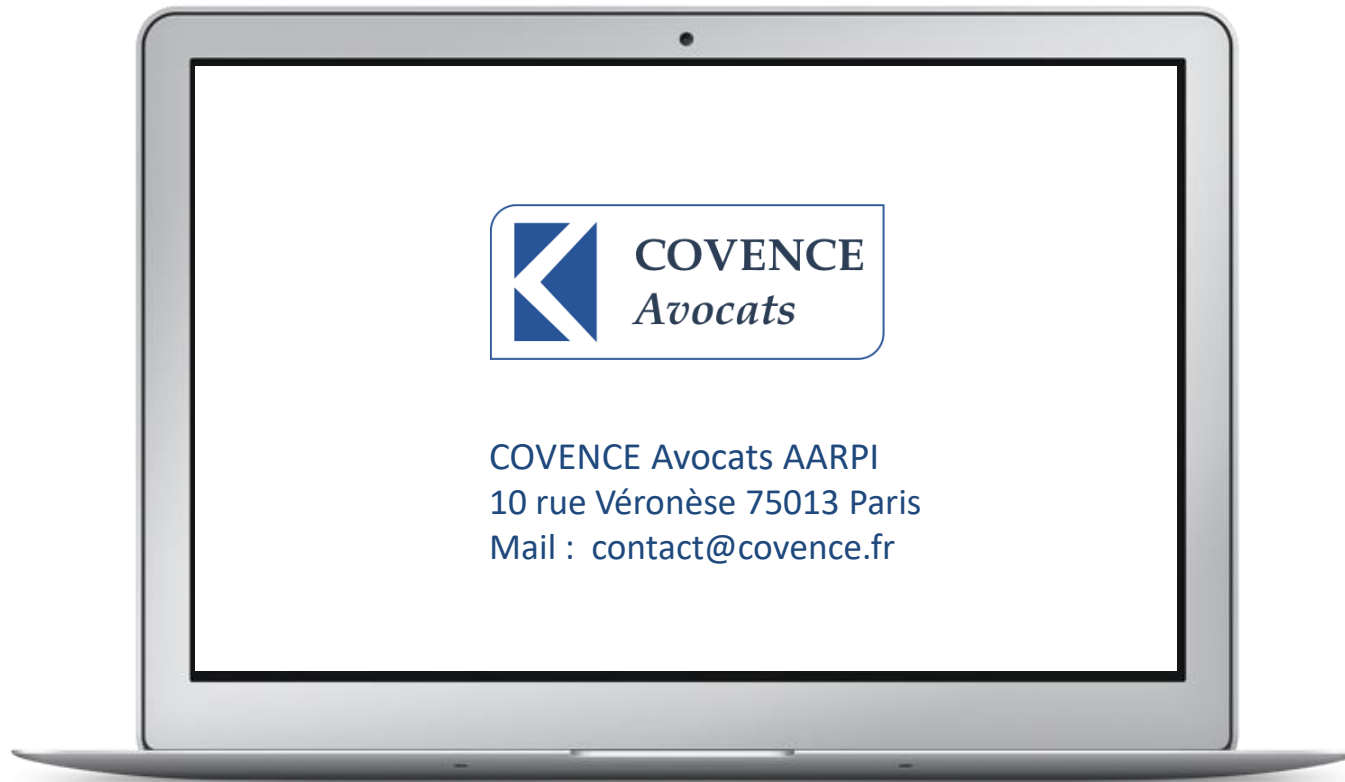 COVENCE
Avocats
COVENCE Avocats AARPI
10 rue Véronèse 75013 Paris
Mail :  contact@covence.fr